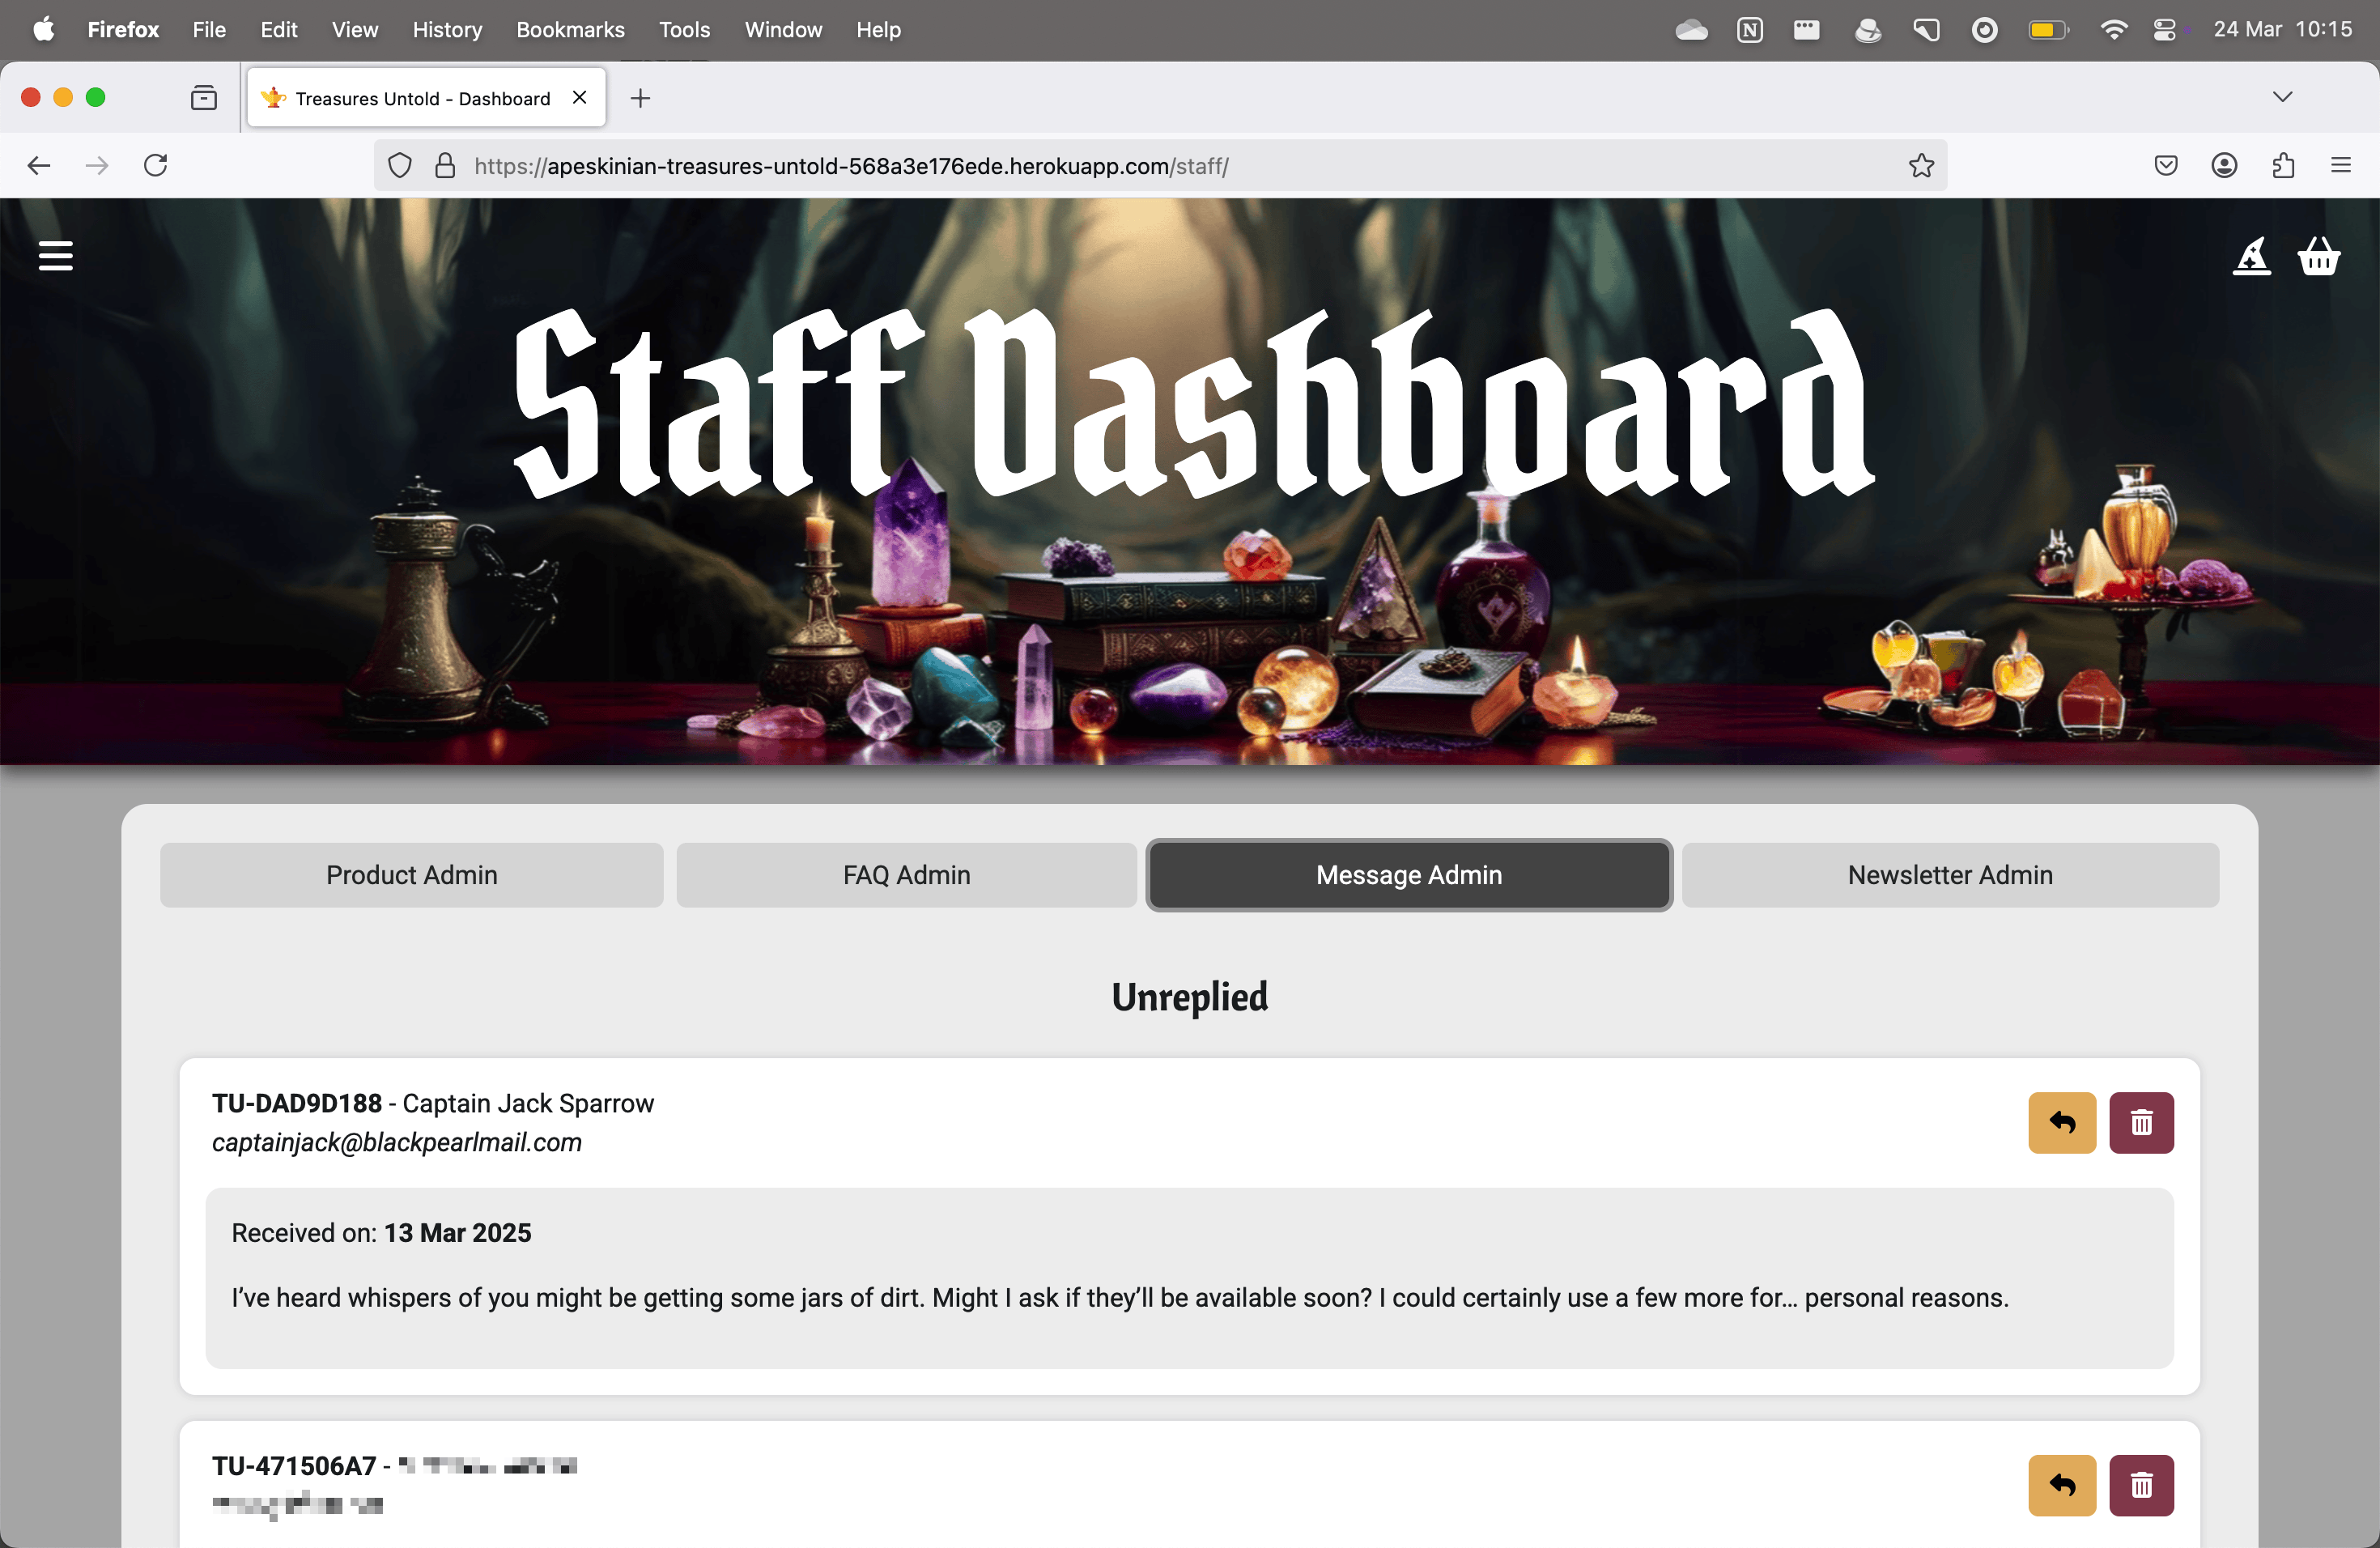 Firefox File Edit View History Bookmarks Tools Window Help 24 Mar 10:15
Treasures Untold - Dashboard
https://apeskinian-treasures-untold-568a3e176ede.herokuapp.com/staff/
Staff Dashboard
Product Admin FAQ Admin Message Admin Newsletter Admin
Unreplied
TU-DAD9D188 - Captain Jack Sparrow
captainjack@blackpearlmail.com
Received on: 13 Mar 2025
I’ve heard whispers of you might be getting some jars of dirt. Might I ask if they’ll be available soon? I could certainly use a few more for… personal reasons.
TU-471506A7 -